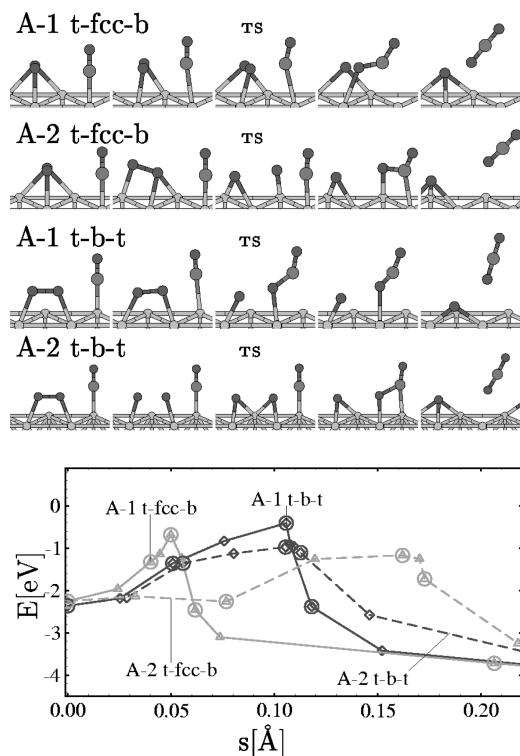 A-1 t-fcc-b
TS
A-2 t-fcc-b
TS
A-1 t-b-t
TS
A-2 t-b-t
TS
0
-1
-2
-3
-4
E[eV]
A-1 t-fcc-b
A-1 t-b-t
A-2 t-fcc-b
A-2 t-b-t
0.00
0.05
0.10
0.15
0.20
s[Å]